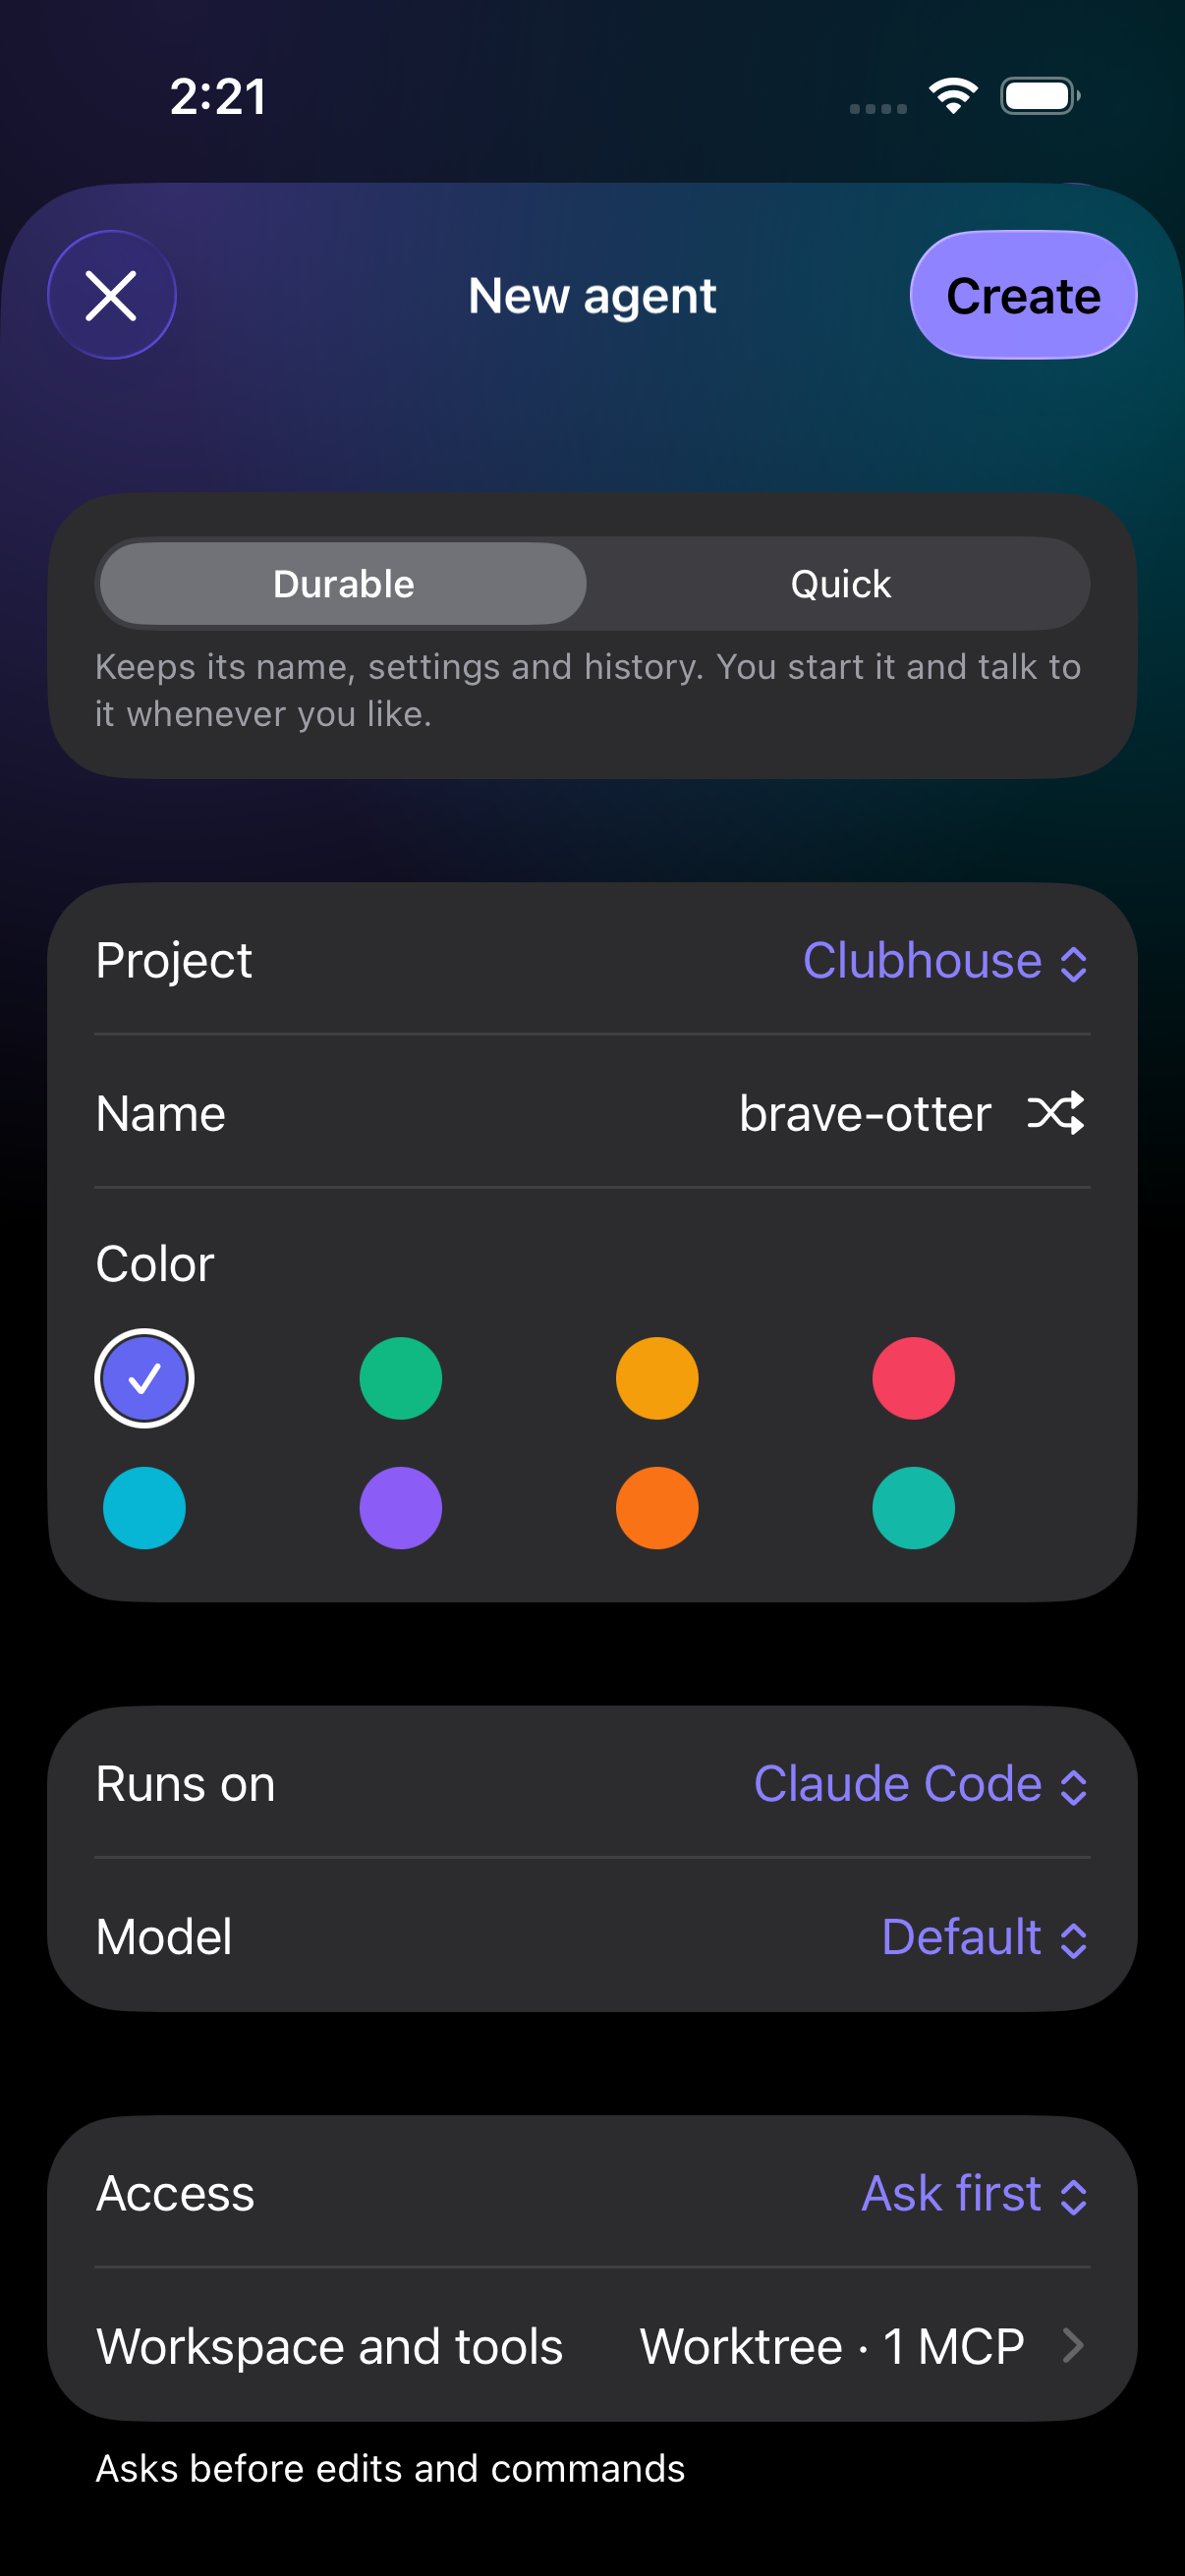 2:21
New agent
Create
Durable
Quick
Keeps its name, settings and history. You start it and talk to
it whenever you like.
Project
Clubhouse
Name
brave-otter
Color
Runs on
Claude Code
Model
Default
Access
Ask first
Workspace and tools
Worktree · 1 MCP
Asks before edits and commands